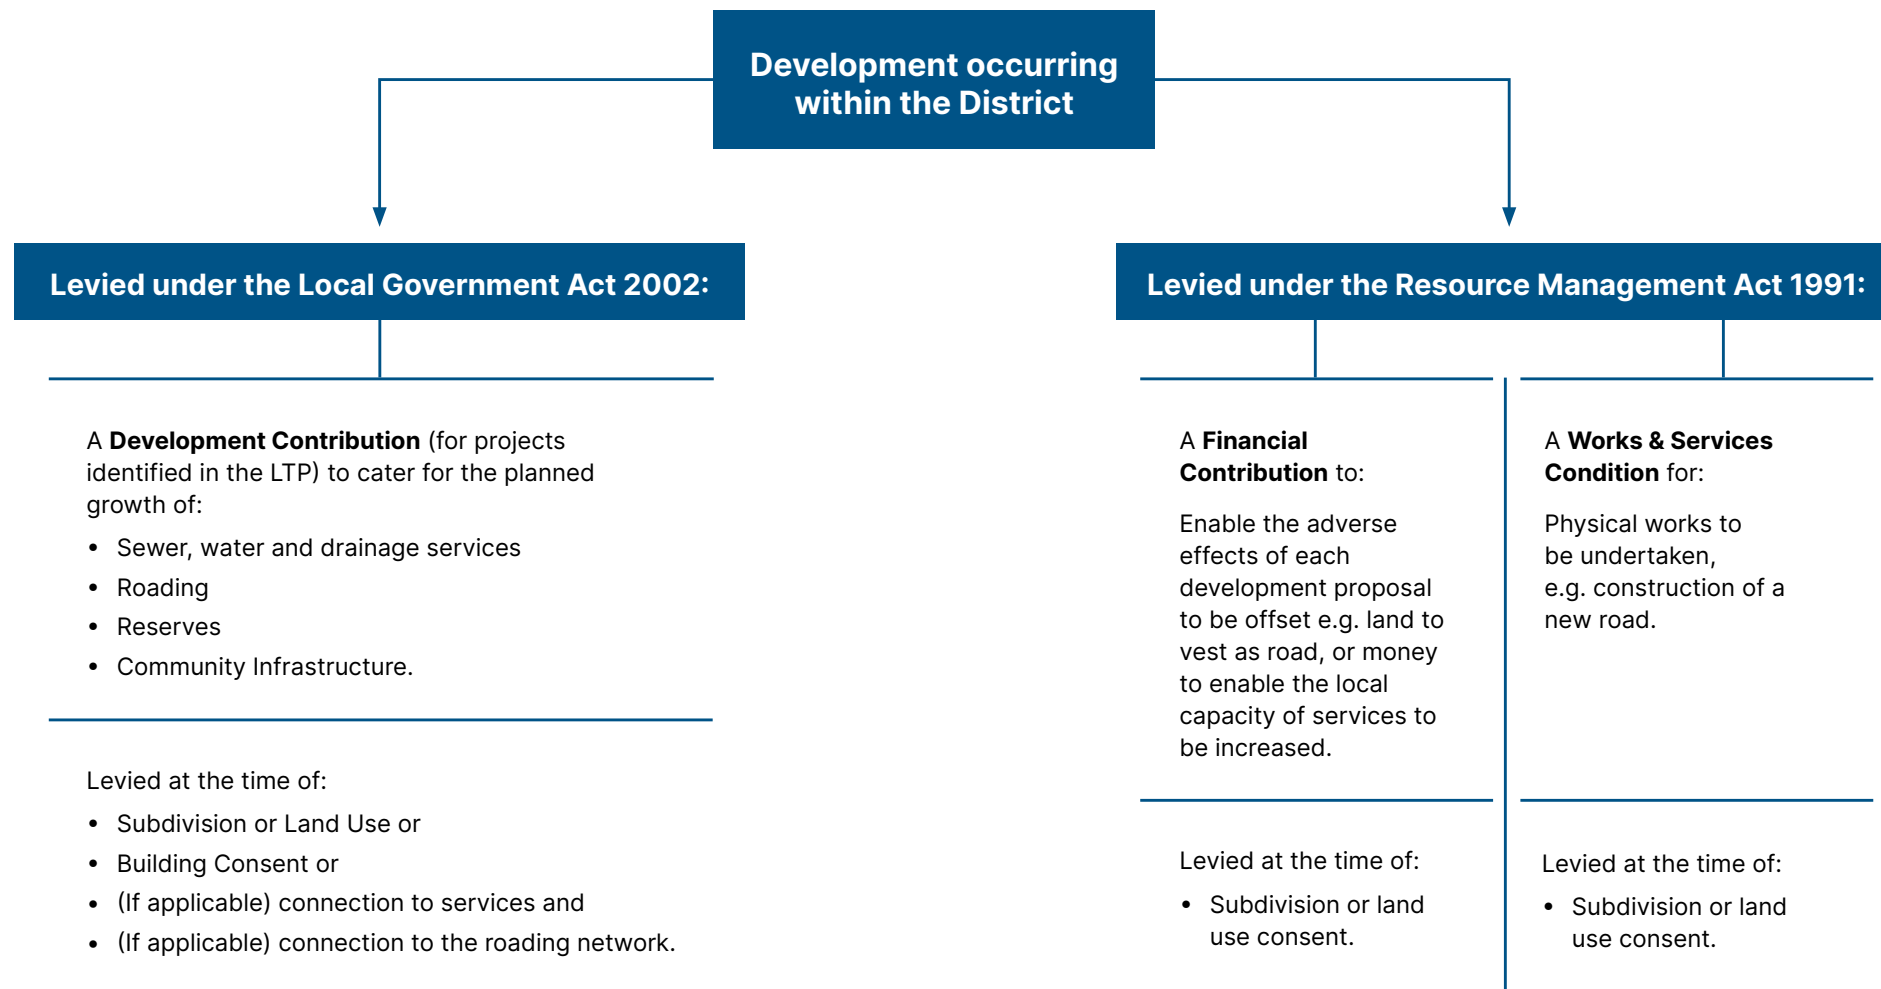 Development occurring
within the District
Levied under the Local Government Act 2002:
A Development Contribution (for projects
identified in the LTP) to cater for the planned
growth of:
• Sewer, water and drainage services
• Roading
• Reserves
• Community Infrastructure.
Levied at the time of:
• Subdivision or Land Use or
• Building Consent or
• (If applicable) connection to services and
• (If applicable) connection to the roading network.
Levied under the Resource Management Act 1991:
A Financial
Contribution to:
Enable the adverse
effects of each
development proposal
to be offset e.g. land to
vest as road, or money
to enable the local
capacity of services to
be increased.
Levied at the time of:
• Subdivision or land
use consent.
A Works & Services
Condition for:
Physical works to
be undertaken,
e.g. construction of a
new road.
Levied at the time of:
• Subdivision or land
use consent.